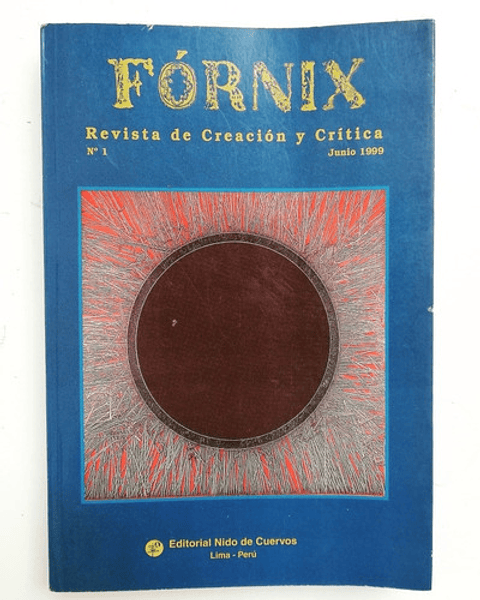 FÓRNIX
Revista de Creación y Crítica
Nº 1 Junio 1999
Editorial Nido de Cuervos
Lima - Perú